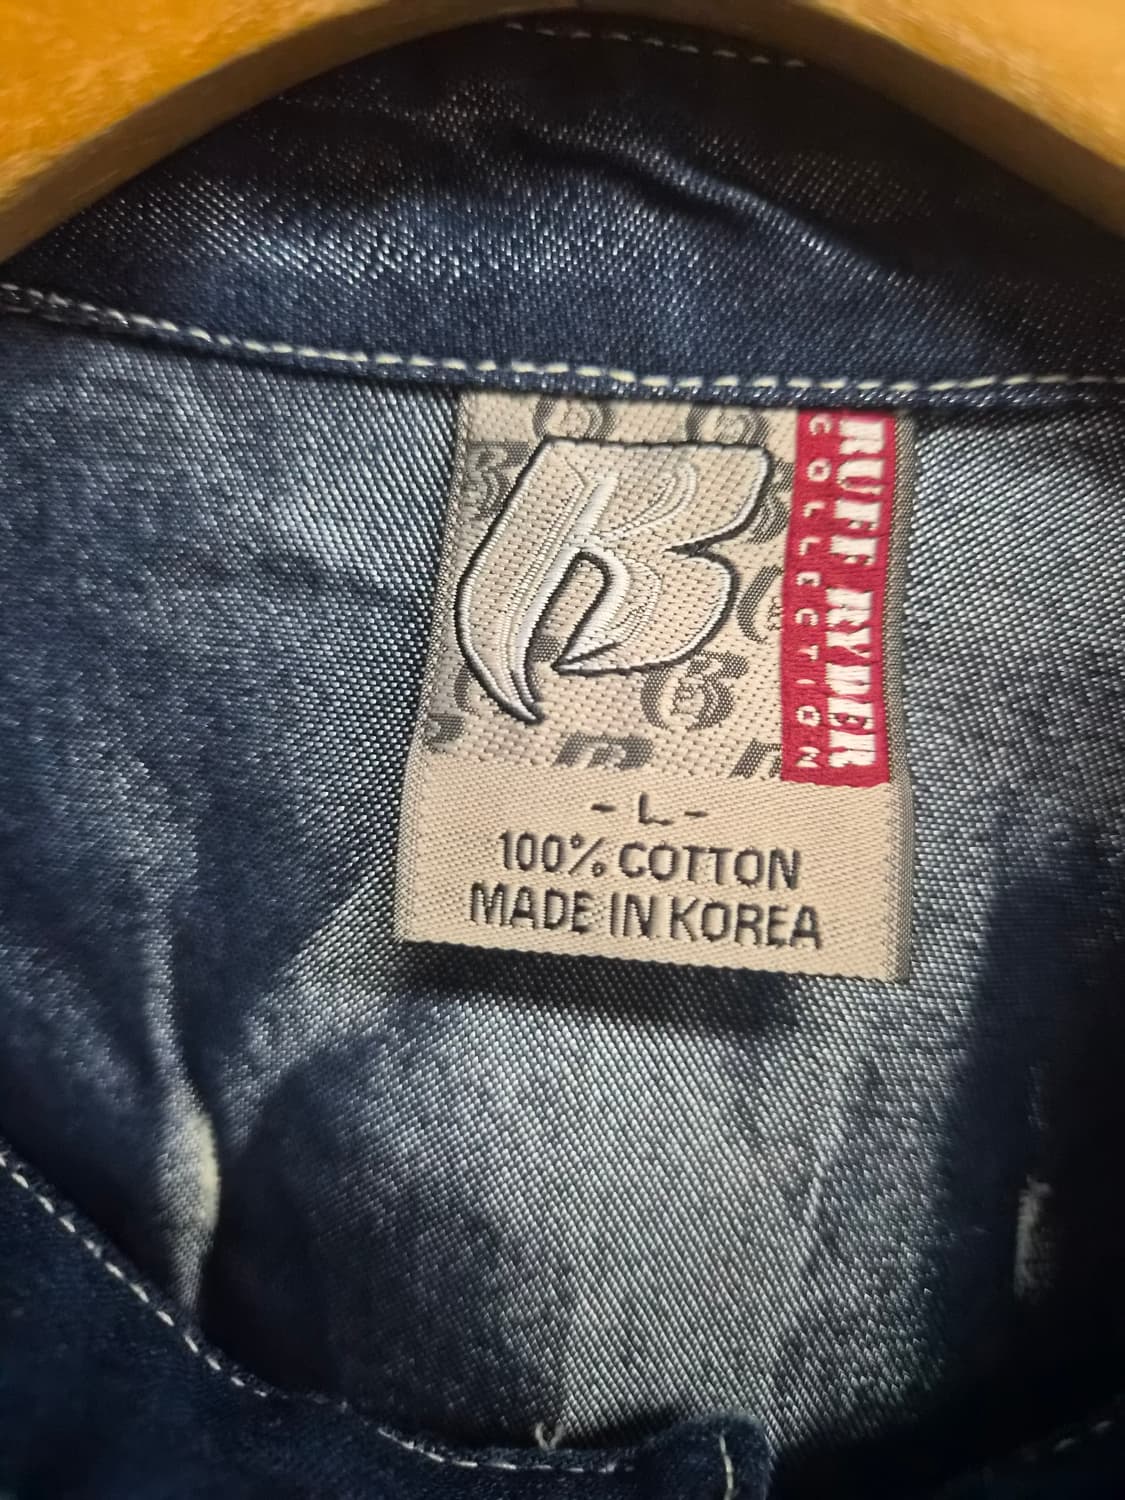 RUFF RYDER
COLLECTION
- L -
100% COTTON
MADE IN KOREA